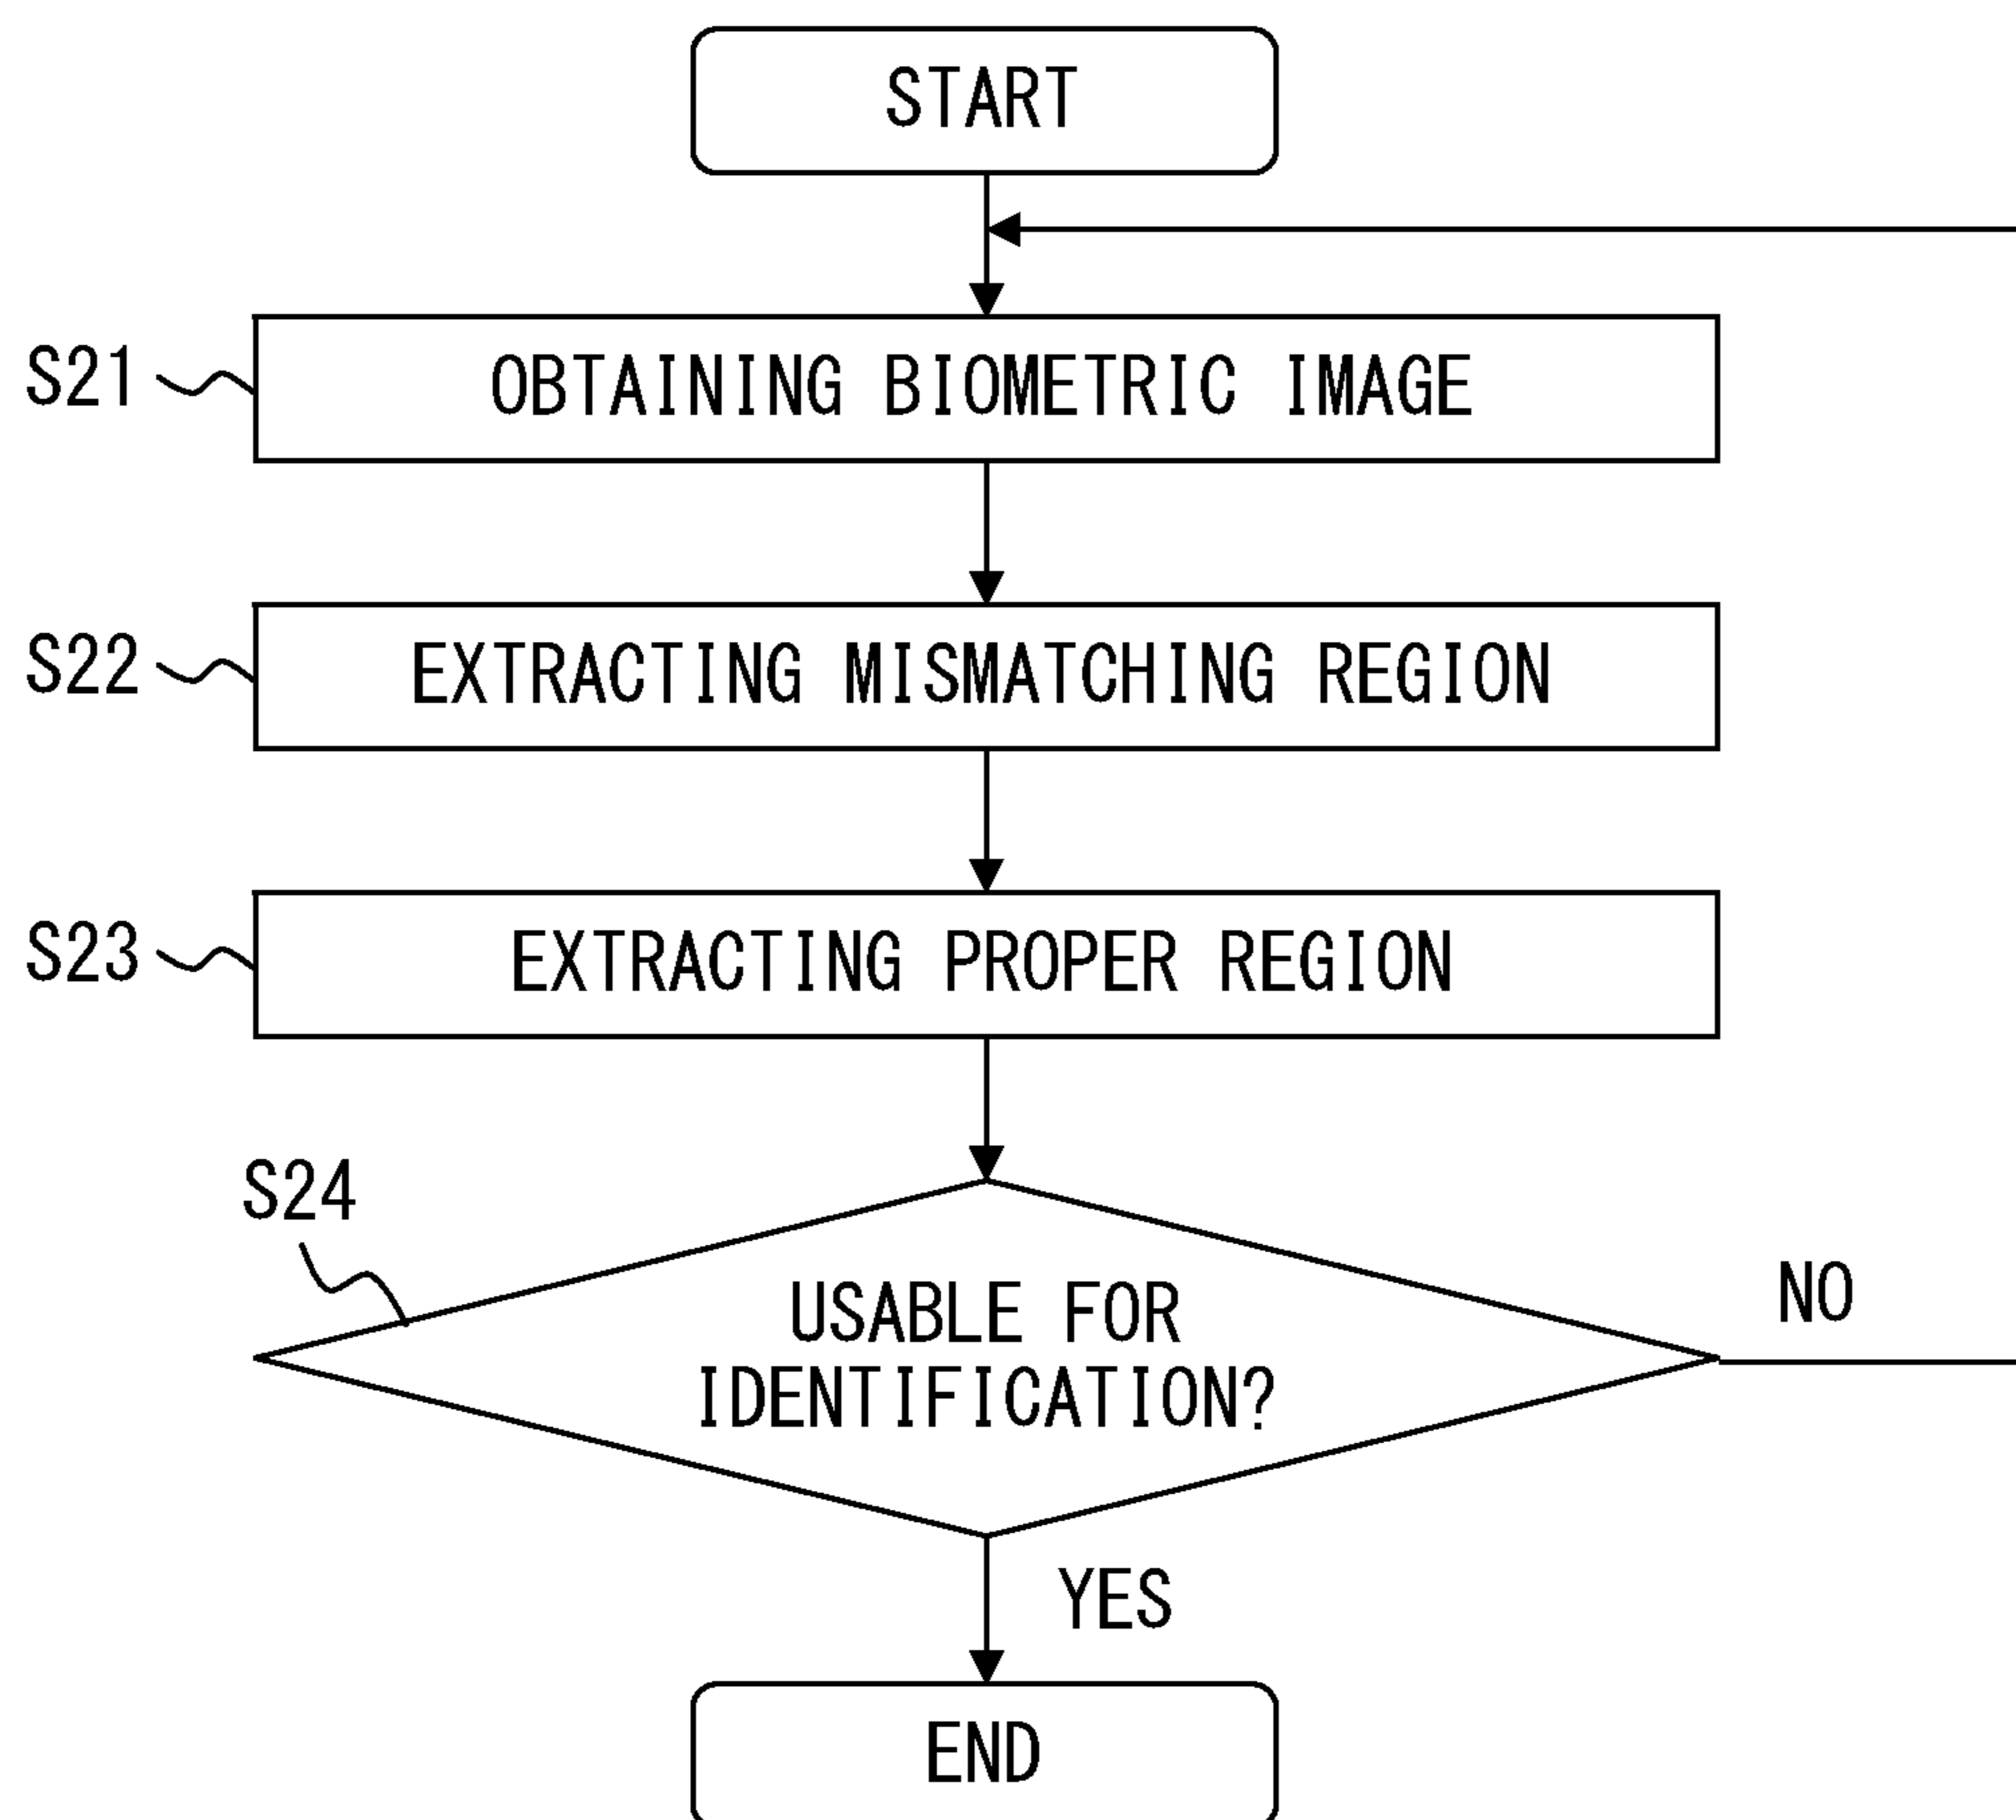 START
S21
OBTAINING BIOMETRIC IMAGE
S22
EXTRACTING MISMATCHING REGION
S23
EXTRACTING PROPER REGION
S24
USABLE FOR
IDENTIFICATION?
NO
YES
END